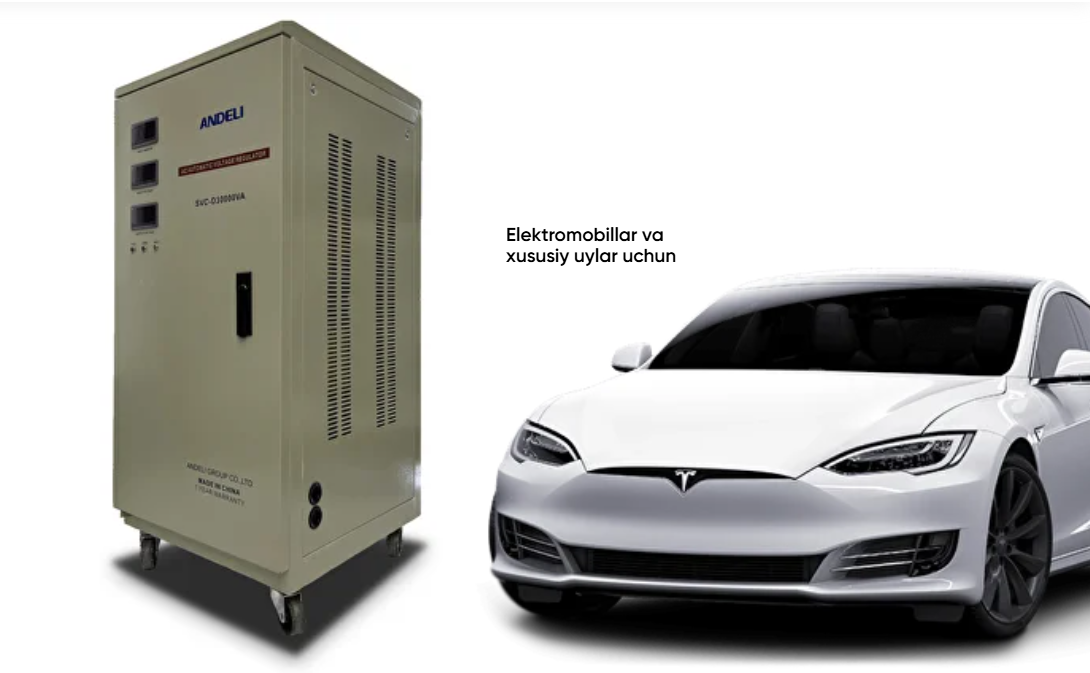 ANDELI
AC AUTOMATIC VOLTAGE REGULATOR
SVC-D30000VA
Elektromobillar va
xususiy uylar uchun
ANDELI GROUP CO.,LTD
MADE IN CHINA
1 YEAR WARRANTY